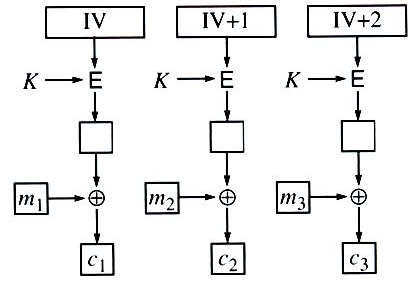 IV IV+1 IV+2
K E K E K E
m1 ⊕ m2 ⊕ m3 ⊕
c1 c2 c3